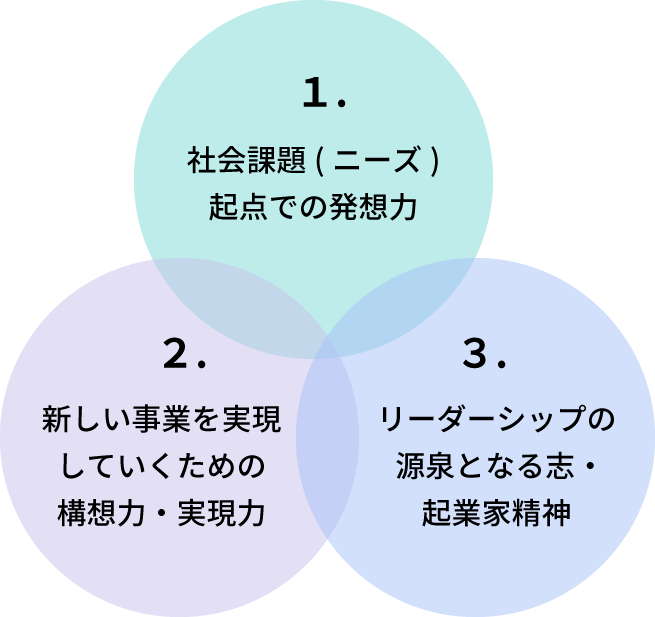 １．
社会課題 ( ニーズ )
起点での発想力
２．
新しい事業を実現
していくための
構想力・実現力
３．
リーダーシップの
源泉となる志・
起業家精神